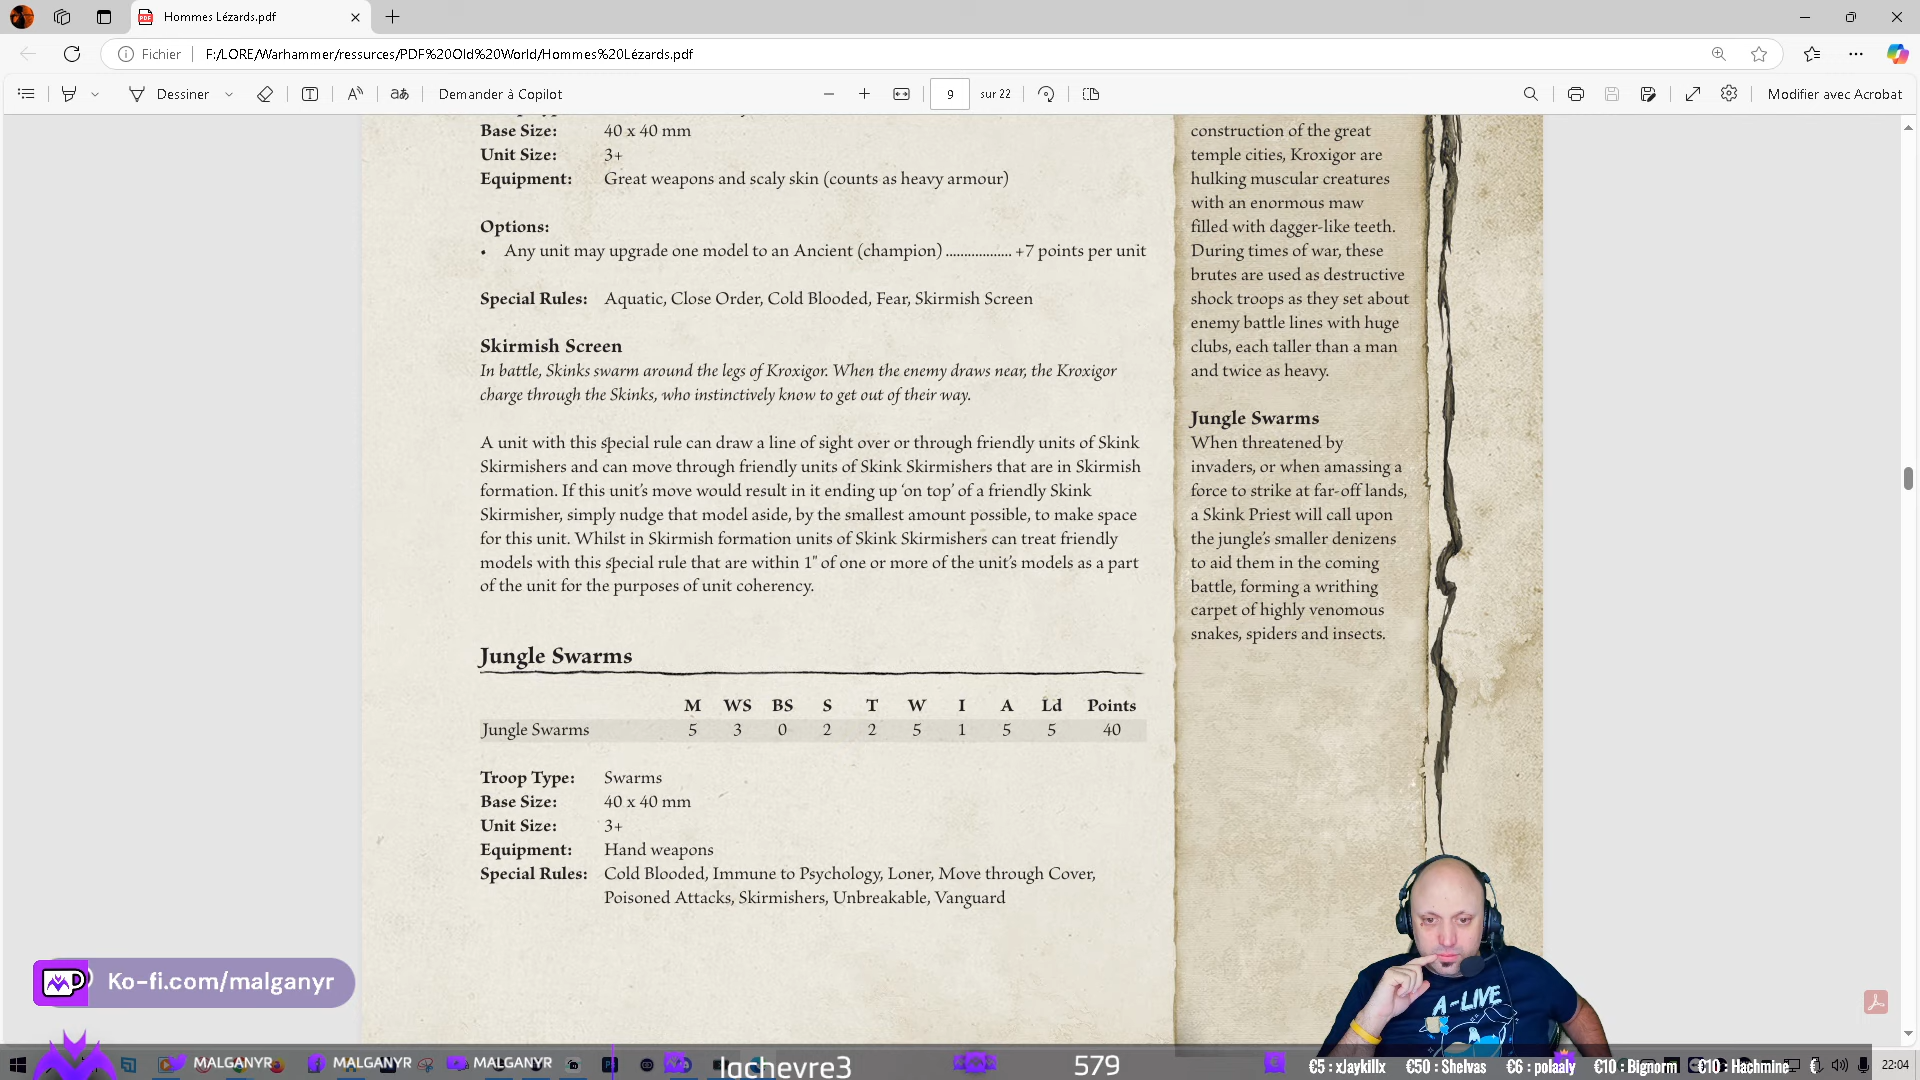 Hommes Lézards.pdf
Fichier
F:/LORE/Warhammer/ressources/PDF%20Old%20World/Hommes%20Lézards.pdf
Dessiner
Demander à Copilot
9
sur 22
Modifier avec Acrobat
Base Size: 40 x 40 mm
Unit Size: 3+
Equipment: Great weapons and scaly skin (counts as heavy armour)
Options:
• Any unit may upgrade one model to an Ancient (champion) .................. +7 points per unit
Special Rules: Aquatic, Close Order, Cold Blooded, Fear, Skirmish Screen
Skirmish Screen
In battle, Skinks swarm around the legs of Kroxigor. When the enemy draws near, the Kroxigor
charge through the Skinks, who instinctively know to get out of their way.
A unit with this special rule can draw a line of sight over or through friendly units of Skink
Skirmishers and can move through friendly units of Skink Skirmishers that are in Skirmish
formation. If this unit's move would result in it ending up 'on top' of a friendly Skink
Skirmisher, simply nudge that model aside, by the smallest amount possible, to make space
for this unit. Whilst in Skirmish formation units of Skink Skirmishers can treat friendly
models with this special rule that are within 1" of one or more of the unit's models as a part
of the unit for the purposes of unit coherency.
Jungle Swarms
M WS BS S T W I A Ld Points
Jungle Swarms 5 3 0 2 2 5 1 5 5 40
Troop Type: Swarms
Base Size: 40 x 40 mm
Unit Size: 3+
Equipment: Hand weapons
Special Rules: Cold Blooded, Immune to Psychology, Loner, Move through Cover,
Poisoned Attacks, Skirmishers, Unbreakable, Vanguard
construction of the great
temple cities, Kroxigor are
hulking muscular creatures
with an enormous maw
filled with dagger-like teeth.
During times of war, these
brutes are used as destructive
shock troops as they set about
enemy battle lines with huge
clubs, each taller than a man
and twice as heavy.
Jungle Swarms
When threatened by
invaders, or when amassing a
force to strike at far-off lands,
a Skink Priest will call upon
the jungle's smaller denizens
to aid them in the coming
battle, forming a writhing
carpet of highly venomous
snakes, spiders and insects.
A-LIVE
Ko-fi.com/malganyr
MALGANYR
MALGANYR
MALGANYR
lachevre3
579
€5 : xJaykillx €50 : Shelvas €6 : polaaly €10 : Bignorm €10 : Hachmine
22:04